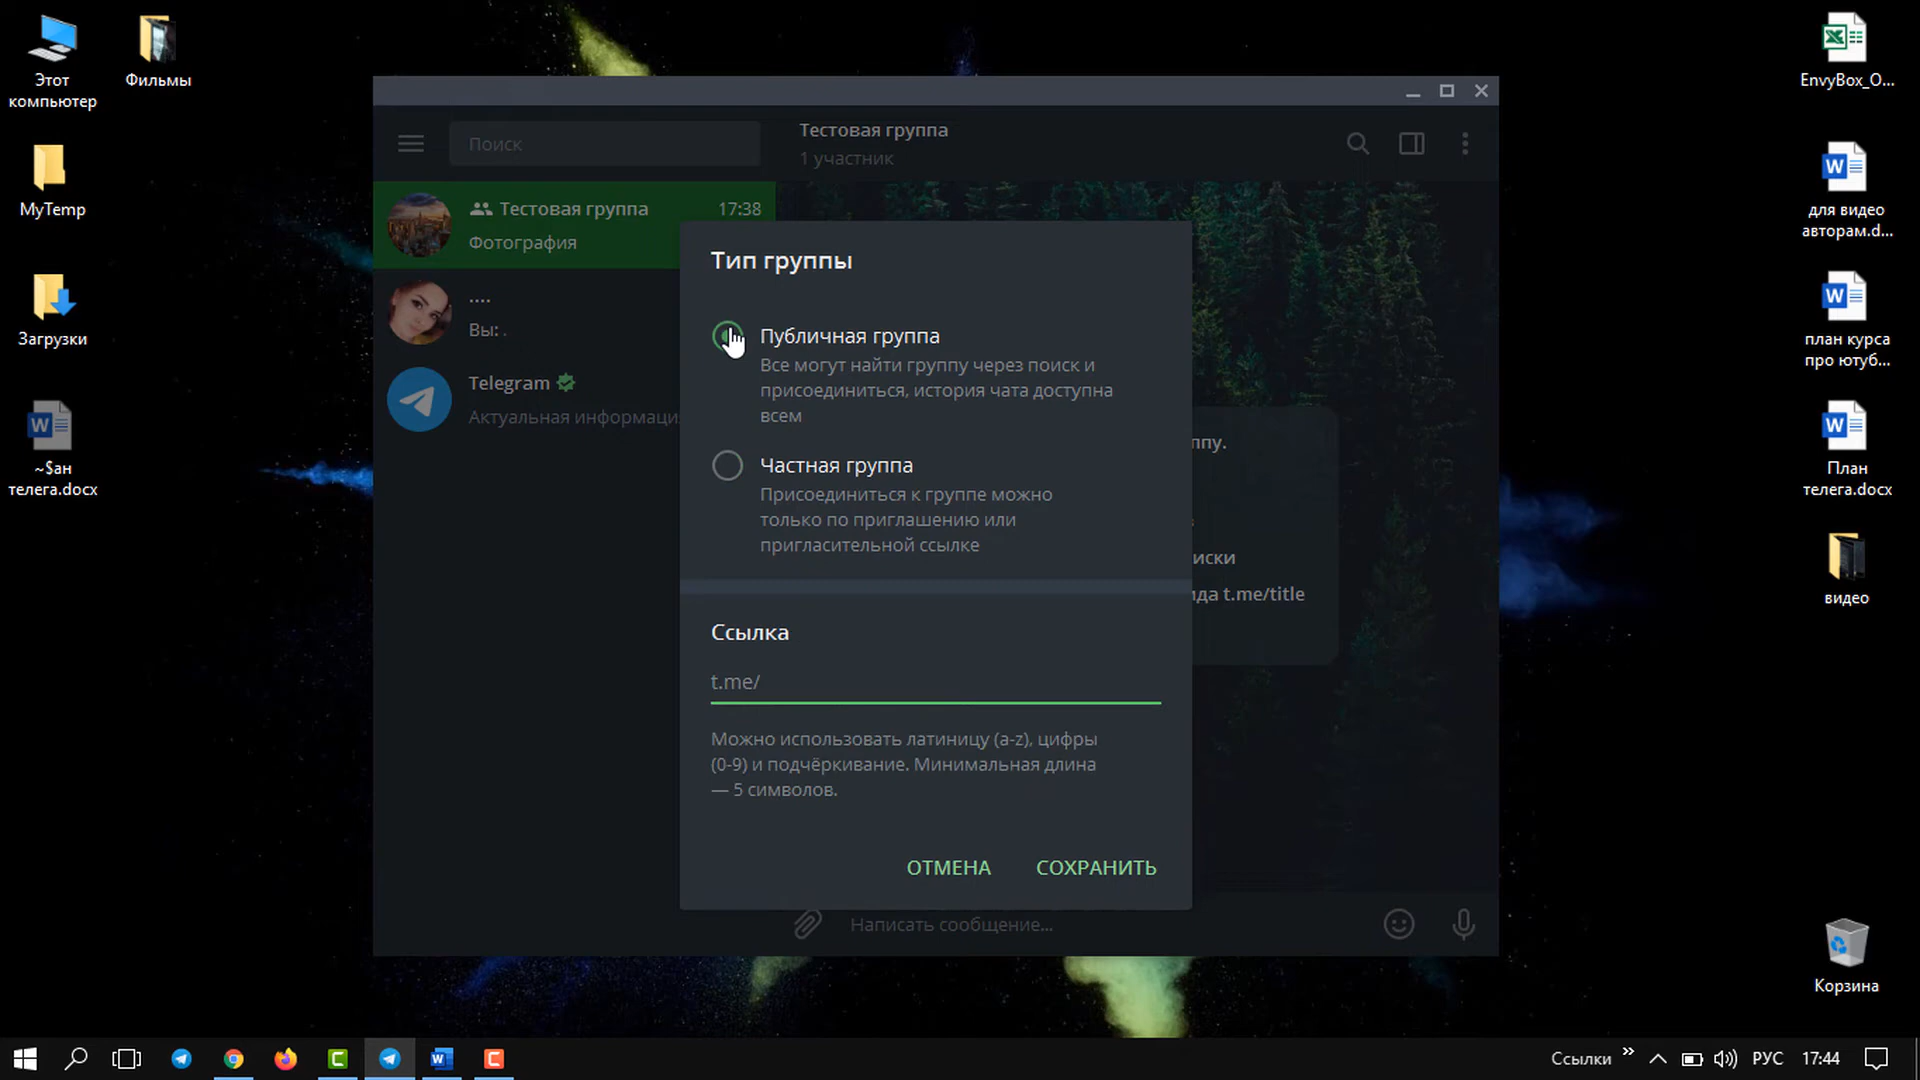 Этот
компьютер
Фильмы
MyTemp
Загрузки
~$ан
телега.docx
Поиск
Тестовая группа
1 участник
Тестовая группа
17:38
Фотография
....
Вы: .
Telegram
Актуальная информаци
Тип группы
Публичная группа
Все могут найти группу через поиск и
присоединиться, история чата доступна
всем
Частная группа
Присоединиться к группе можно
только по приглашению или
пригласительной ссылке
Ссылка
t.me/
Можно использовать латиницу (a-z), цифры
(0-9) и подчёркивание. Минимальная длина
— 5 символов.
ОТМЕНА
СОХРАНИТЬ
ппу.
иски
ида t.me/title
Написать сообщение...
EnvyBox_O...
для видео
авторам.d...
план курса
про ютуб...
План
телега.docx
видео
Корзина
Ссылки
РУС
17:44